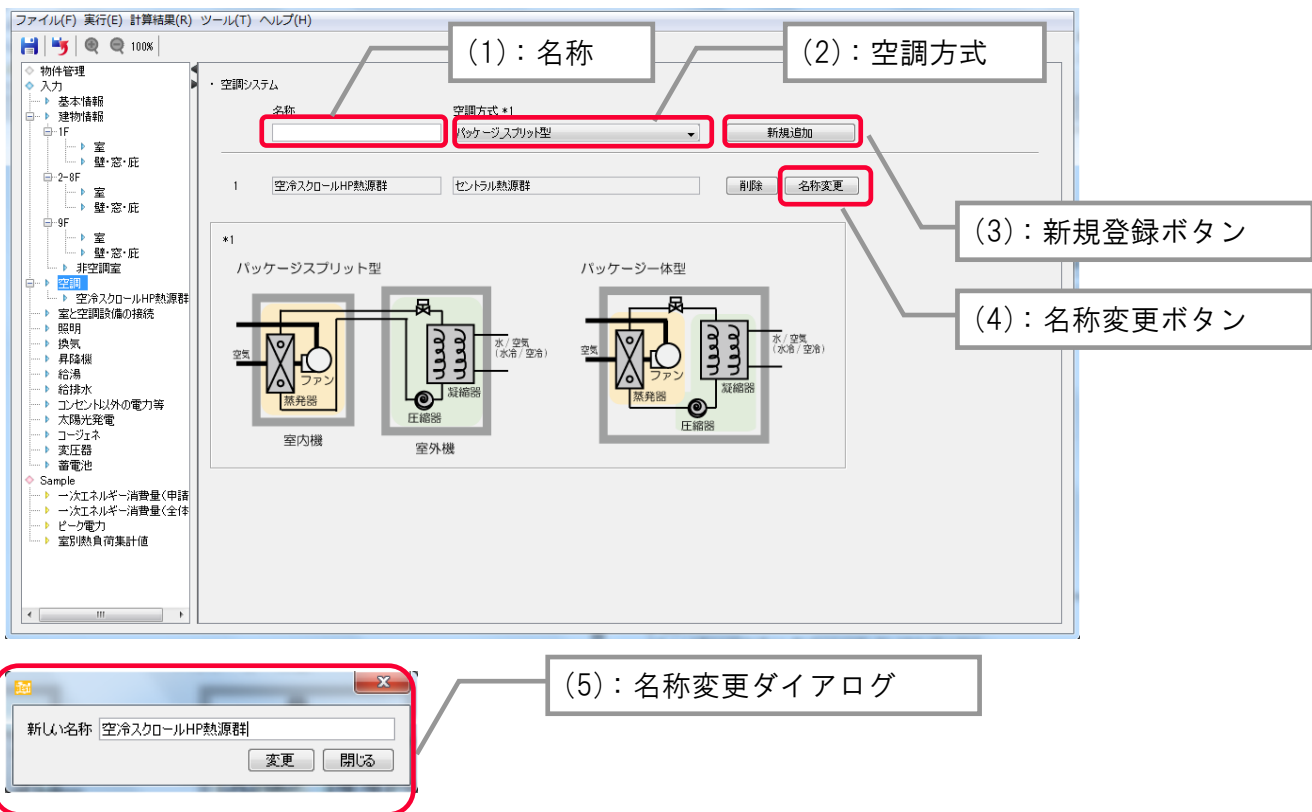 ファイル(F) 実行(E) 計算結果(R) ツール(T) ヘルプ(H)
100%
(1)：名称
(2)：空調方式
物件管理
入力
基本情報
建物情報
1F
室
壁・窓・庇
2-8F
室
壁・窓・庇
9F
室
壁・窓・庇
非空調室
空調
空冷スクロールHP熱源群
室と空調設備の接続
照明
換気
昇降機
給湯
給排水
コンセント以外の電力等
太陽光発電
コージェネ
変圧器
蓄電池
Sample
一次エネルギー消費量(申請
一次エネルギー消費量(全体
ピーク電力
室別熱負荷集計値
・ 空調システム
名称
空調方式 *1
パッケージ_スプリット型
新規追加
1 空冷スクロールHP熱源群 セントラル熱源群 削除 名称変更
(3)：新規登録ボタン
(4)：名称変更ボタン
*1
パッケージスプリット型
空気
ファン
蒸発器
室内機
水/空気
(水冷/空冷)
凝縮器
圧縮器
室外機
パッケージ一体型
空気
ファン
蒸発器
水/空気
(水冷/空冷)
凝縮器
圧縮器
(5)：名称変更ダイアログ
新しい名称 空冷スクロールHP熱源群
変更 閉じる